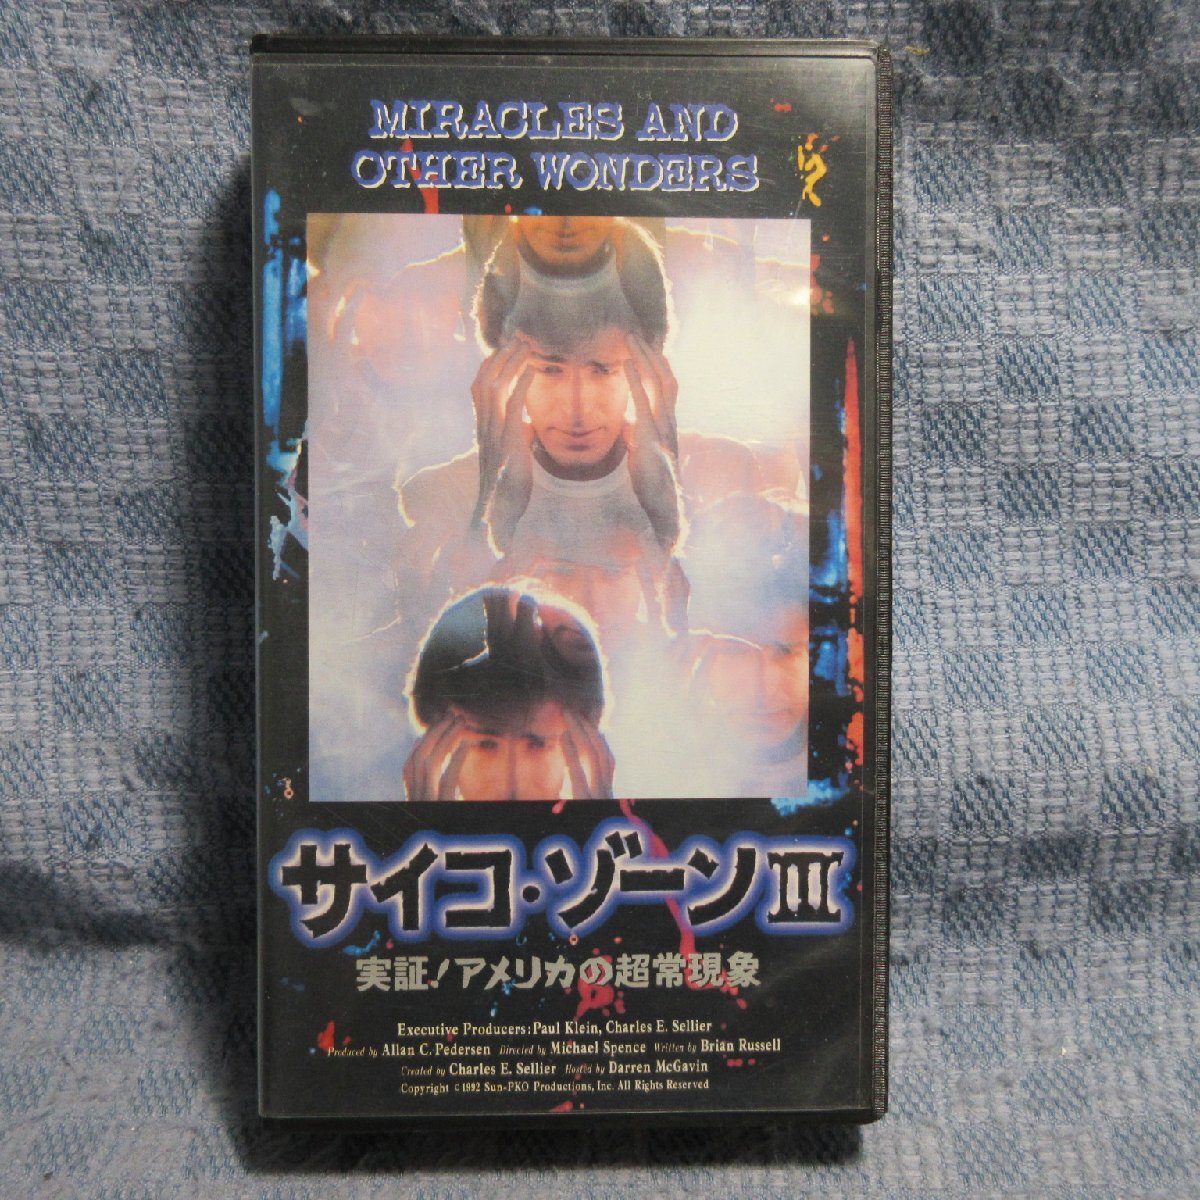 MIRACLES AND
OTHER WONDERS
サイコ・ゾーンIII
実証!アメリカの超常現象
Executive Producers: Paul Klein, Charles E. Sellier
Produced by Allan C. Pedersen Directed by Michael Spence Written by Brian Russell
Created by Charles E. Sellier Hosted by Darren McGavin
Copyright ©1992 Sun-PKO Productions, Inc. All Rights Reserved